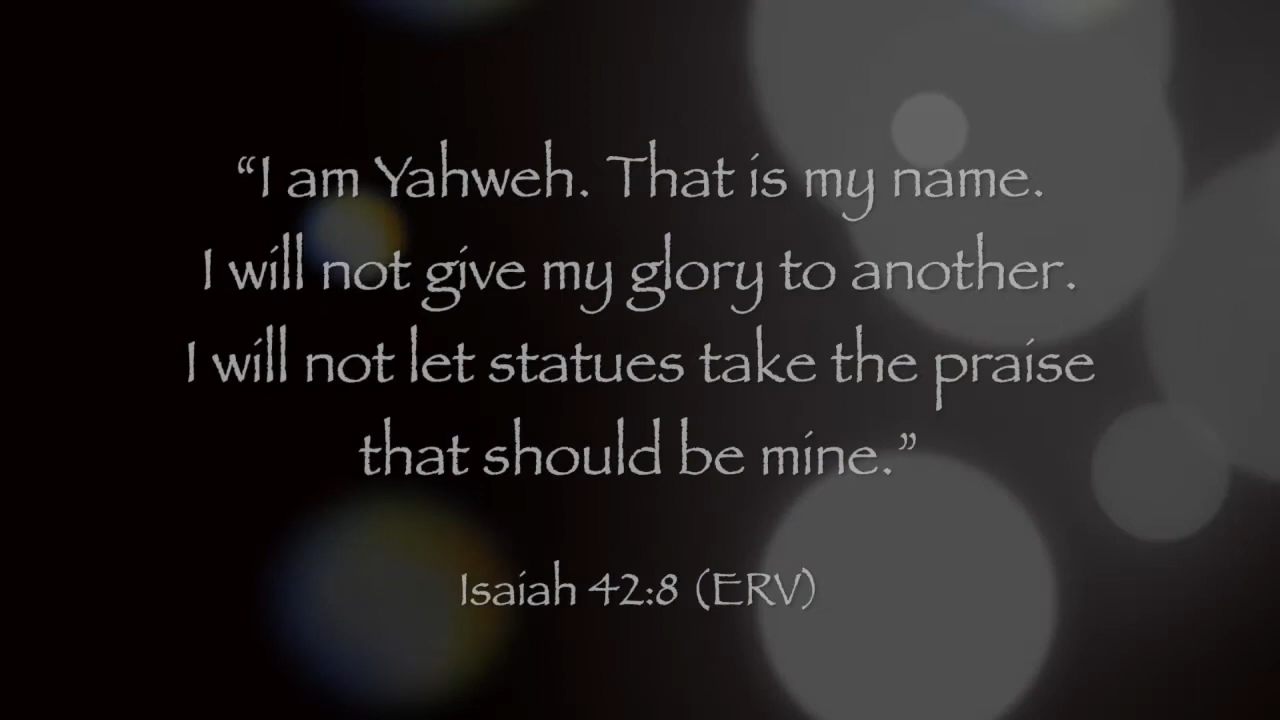 “I am Yahweh. That is my name.
I will not give my glory to another.
I will not let statues take the praise
that should be mine.”
Isaiah 42:8 (ERV)